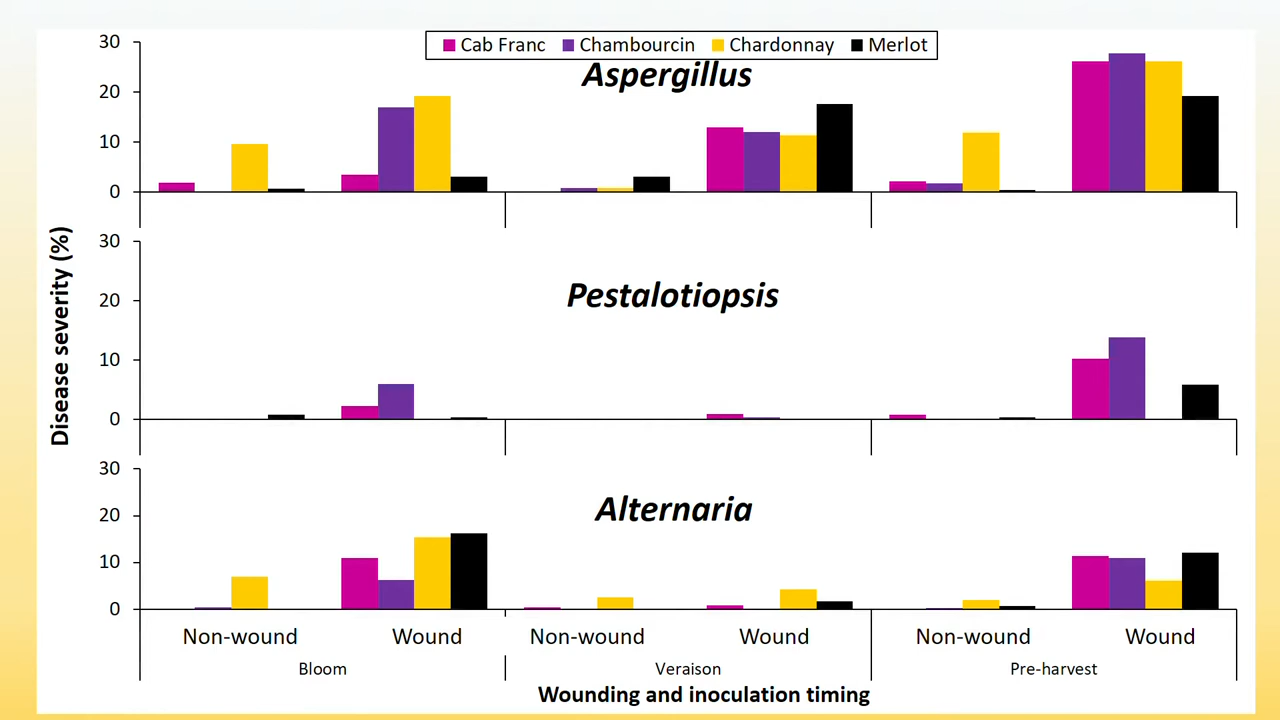 Cab Franc Chambourcin Chardonnay Merlot
Aspergillus
30
20
10
0
Pestalotiopsis
30
20
10
0
Alternaria
30
20
10
0
Disease severity (%)
Non-wound Wound Non-wound Wound Non-wound Wound
Bloom Veraison Pre-harvest
Wounding and inoculation timing